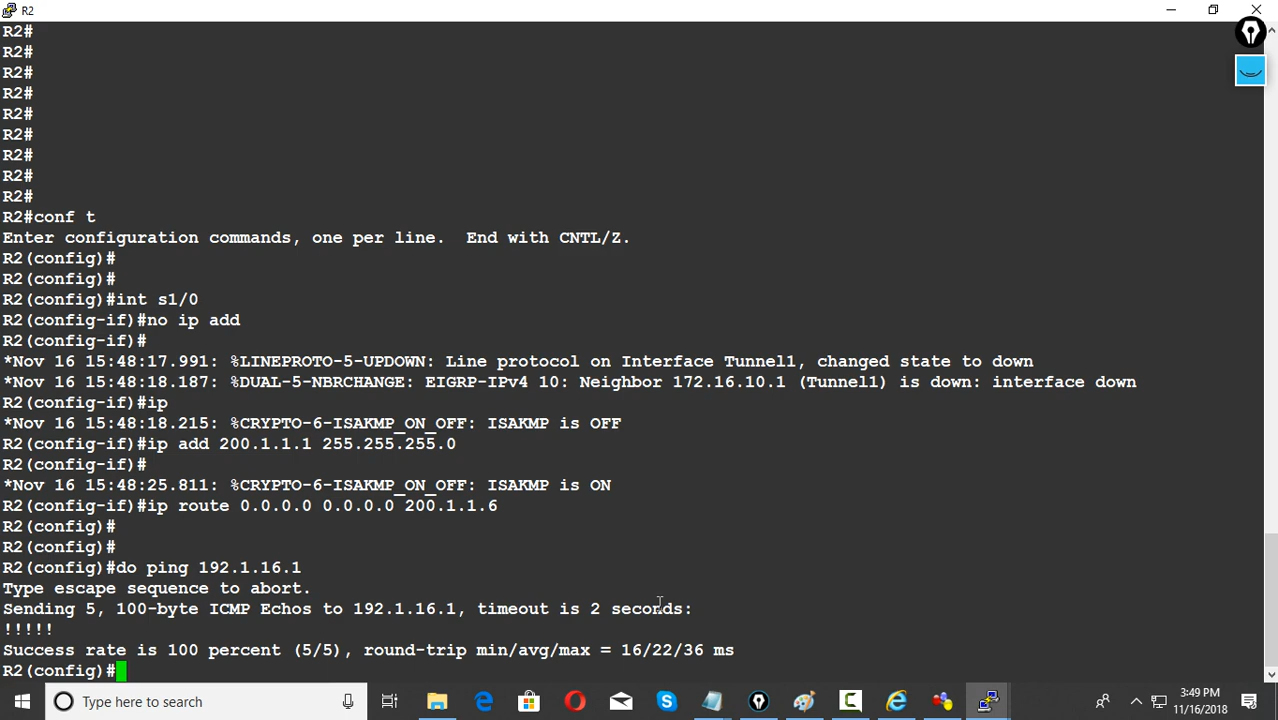 R2
R2#
R2#
R2#
R2#
R2#
R2#
R2#
R2#
R2#
R2#conf t
Enter configuration commands, one per line.  End with CNTL/Z.
R2(config)#
R2(config)#
R2(config)#int s1/0
R2(config-if)#no ip add
R2(config-if)#
*Nov 16 15:48:17.991: %LINEPROTO-5-UPDOWN: Line protocol on Interface Tunnel1, changed state to down
*Nov 16 15:48:18.187: %DUAL-5-NBRCHANGE: EIGRP-IPv4 10: Neighbor 172.16.10.1 (Tunnel1) is down: interface down
R2(config-if)#ip
*Nov 16 15:48:18.215: %CRYPTO-6-ISAKMP_ON_OFF: ISAKMP is OFF
R2(config-if)#ip add 200.1.1.1 255.255.255.0
R2(config-if)#
*Nov 16 15:48:25.811: %CRYPTO-6-ISAKMP_ON_OFF: ISAKMP is ON
R2(config-if)#ip route 0.0.0.0 0.0.0.0 200.1.1.6
R2(config)#
R2(config)#
R2(config)#do ping 192.1.16.1
Type escape sequence to abort.
Sending 5, 100-byte ICMP Echos to 192.1.16.1, timeout is 2 seconds:
!!!!!
Success rate is 100 percent (5/5), round-trip min/avg/max = 16/22/36 ms
R2(config)#
Type here to search
3:49 PM
11/16/2018